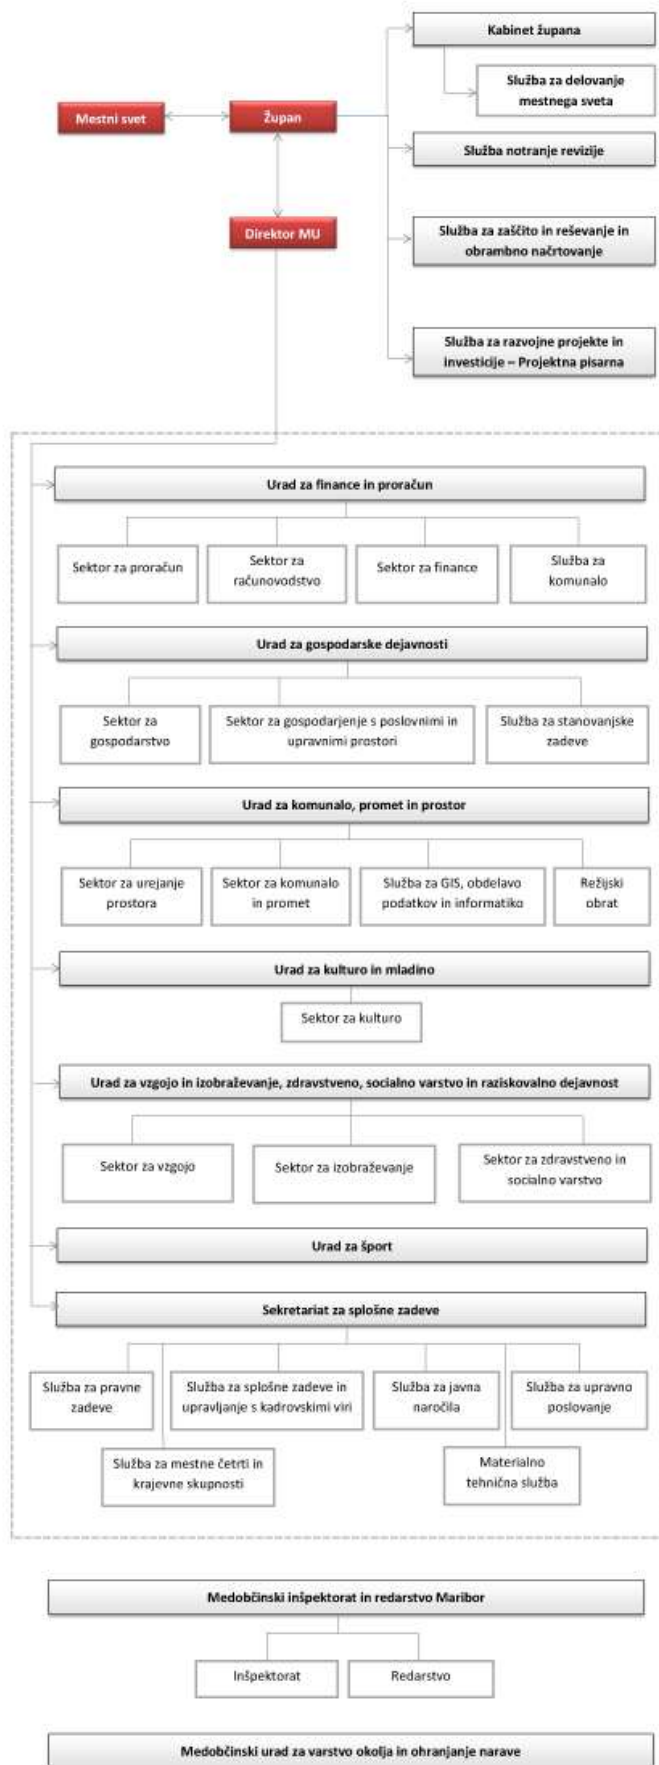 Kabinet župana
Služba za delovanje
mestnega sveta
Mestni svet
Župan
Služba notranje revizije
Direktor MU
Služba za zaščito in reševanje in
obrambno načrtovanje
Služba za razvojne projekte in
investicije – Projektna pisarna
Urad za finance in proračun
Sektor za proračun
Sektor za
računovodstvo
Sektor za finance
Služba za
komunalo
Urad za gospodarske dejavnosti
Sektor za
gospodarstvo
Sektor za gospodarjenje s poslovnimi in
upravnimi prostori
Služba za stanovanjske
zadeve
Urad za komunalo, promet in prostor
Sektor za urejanje
prostora
Sektor za komunalo
in promet
Služba za GIS, obdelavo
podatkov in informatiko
Režijski
obrat
Urad za kulturo in mladino
Sektor za kulturo
Urad za vzgojo in izobraževanje, zdravstveno, socialno varstvo in raziskovalno dejavnost
Sektor za vzgojo
Sektor za izobraževanje
Sektor za zdravstveno in
socialno varstvo
Urad za šport
Sekretariat za splošne zadeve
Služba za pravne
zadeve
Služba za splošne zadeve in
upravljanje s kadrovskimi viri
Služba za javna
naročila
Služba za upravno
poslovanje
Služba za mestne četrti in
krajevne skupnosti
Materialno
tehnična služba
Medobčinski inšpektorat in redarstvo Maribor
Inšpektorat
Redarstvo
Medobčinski urad za varstvo okolja in ohranjanje narave